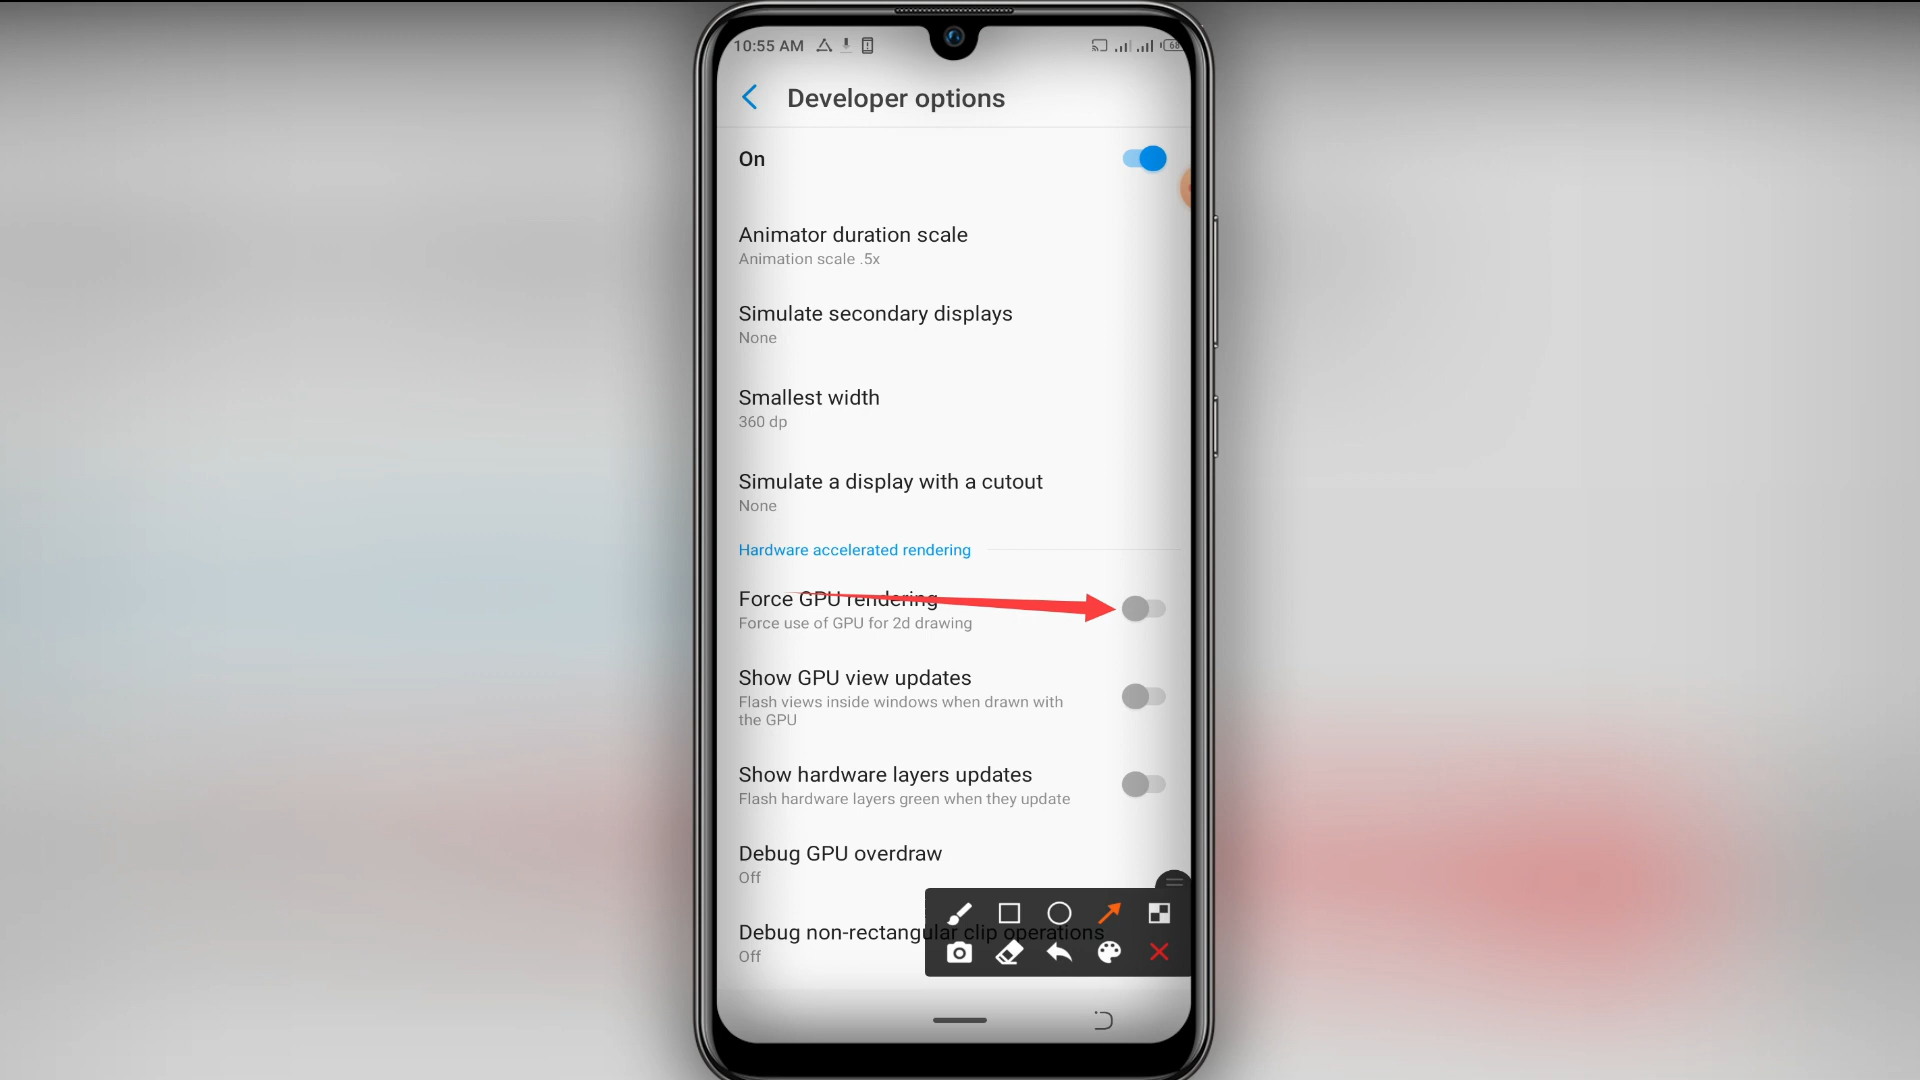 10:55 AM
68
Developer options
On
Animator duration scale
Animation scale .5x
Simulate secondary displays
None
Smallest width
360 dp
Simulate a display with a cutout
None
Hardware accelerated rendering
Force GPU rendering
Force use of GPU for 2d drawing
Show GPU view updates
Flash views inside windows when drawn with
the GPU
Show hardware layers updates
Flash hardware layers green when they update
Debug GPU overdraw
Off
Debug non-rectangular clip operations
Off